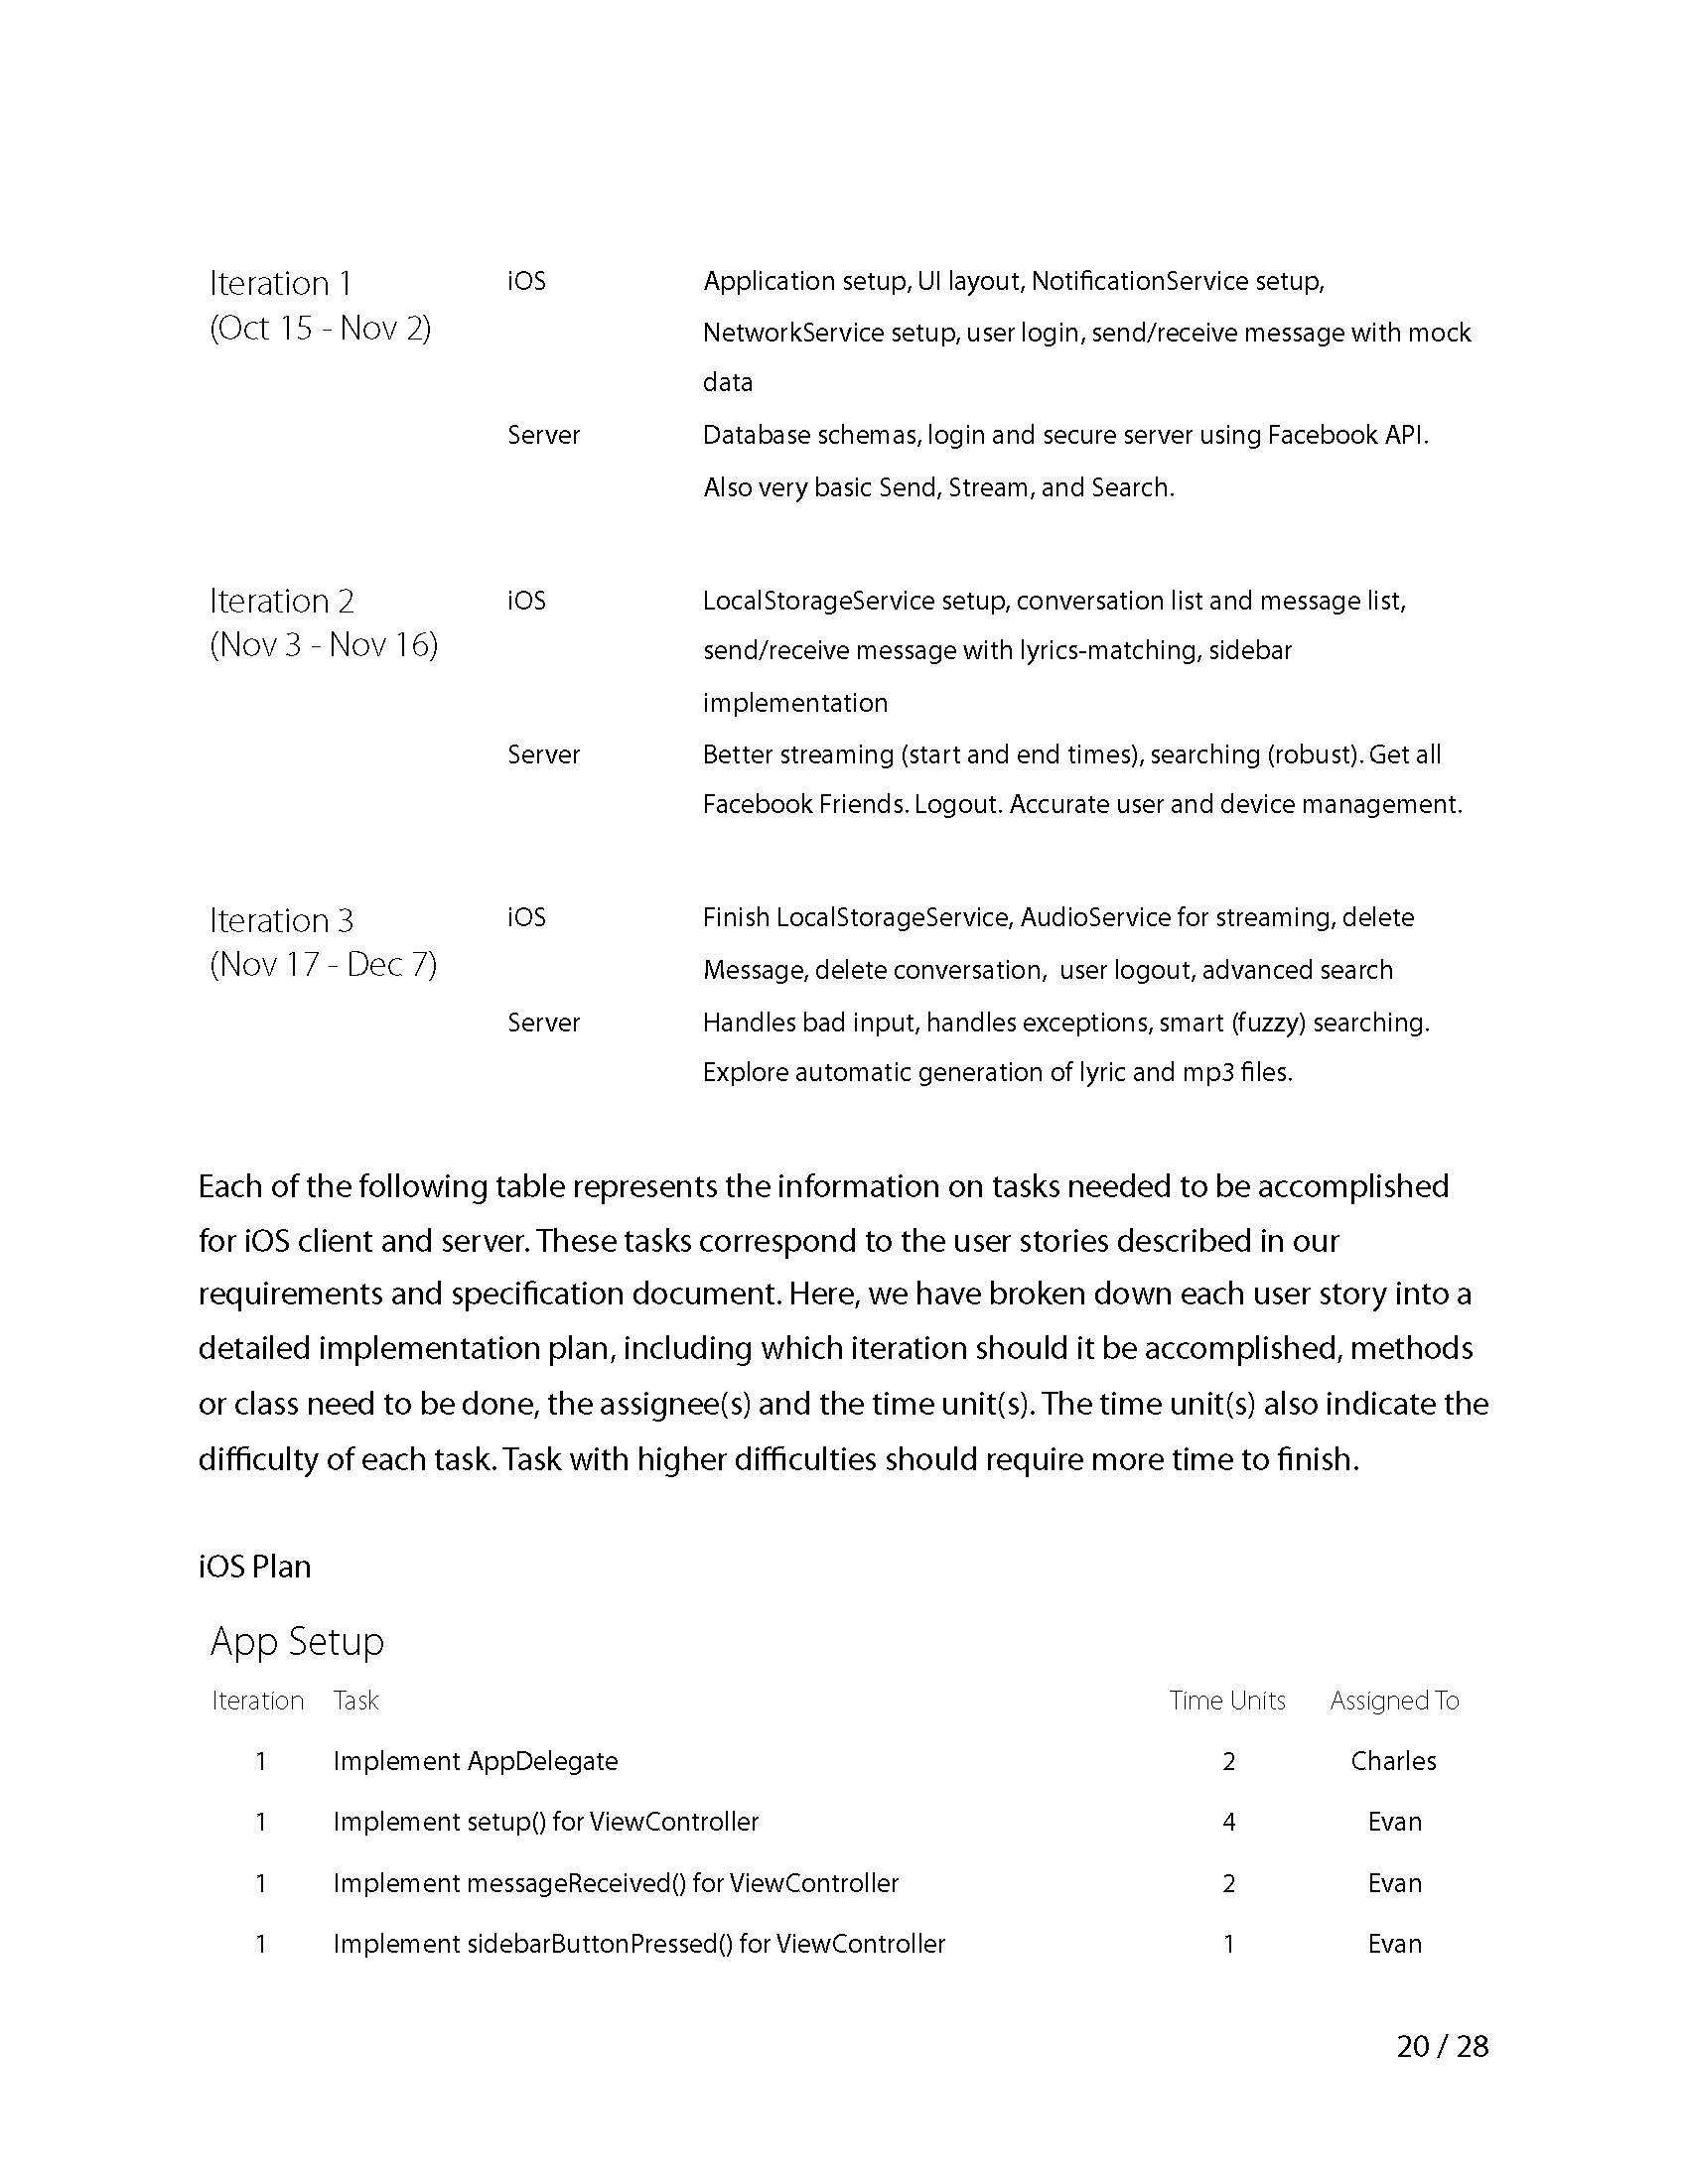 Iteration 1
(Oct 15 - Nov 2)
iOS
Application setup, UI layout, NotificationService setup,
NetworkService setup, user login, send/receive message with mock
data
Server
Database schemas, login and secure server using Facebook API.
Also very basic Send, Stream, and Search.
Iteration 2
(Nov 3 - Nov 16)
iOS
LocalStorageService setup, conversation list and message list,
send/receive message with lyrics-matching, sidebar
implementation
Server
Better streaming (start and end times), searching (robust). Get all
Facebook Friends. Logout. Accurate user and device management.
Iteration 3
(Nov 17 - Dec 7)
iOS
Finish LocalStorageService, AudioService for streaming, delete
Message, delete conversation,  user logout, advanced search
Server
Handles bad input, handles exceptions, smart (fuzzy) searching.
Explore automatic generation of lyric and mp3 files.
Each of the following table represents the information on tasks needed to be accomplished
for iOS client and server. These tasks correspond to the user stories described in our
requirements and specification document. Here, we have broken down each user story into a
detailed implementation plan, including which iteration should it be accomplished, methods
or class need to be done, the assignee(s) and the time unit(s). The time unit(s) also indicate the
difficulty of each task. Task with higher difficulties should require more time to finish.
iOS Plan
App Setup
Iteration Task Time Units Assigned To
1 Implement AppDelegate 2 Charles
1 Implement setup() for ViewController 4 Evan
1 Implement messageReceived() for ViewController 2 Evan
1 Implement sidebarButtonPressed() for ViewController 1 Evan
20 / 28